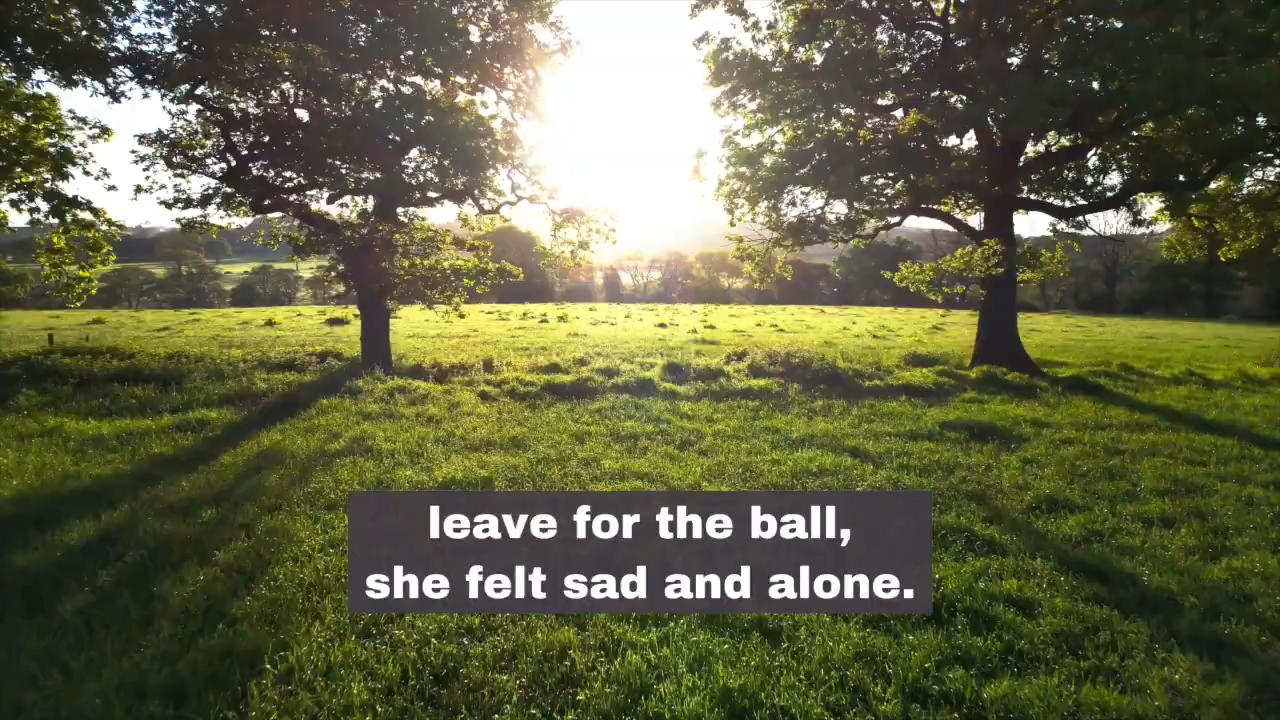 leave for the ball,
she felt sad and alone.